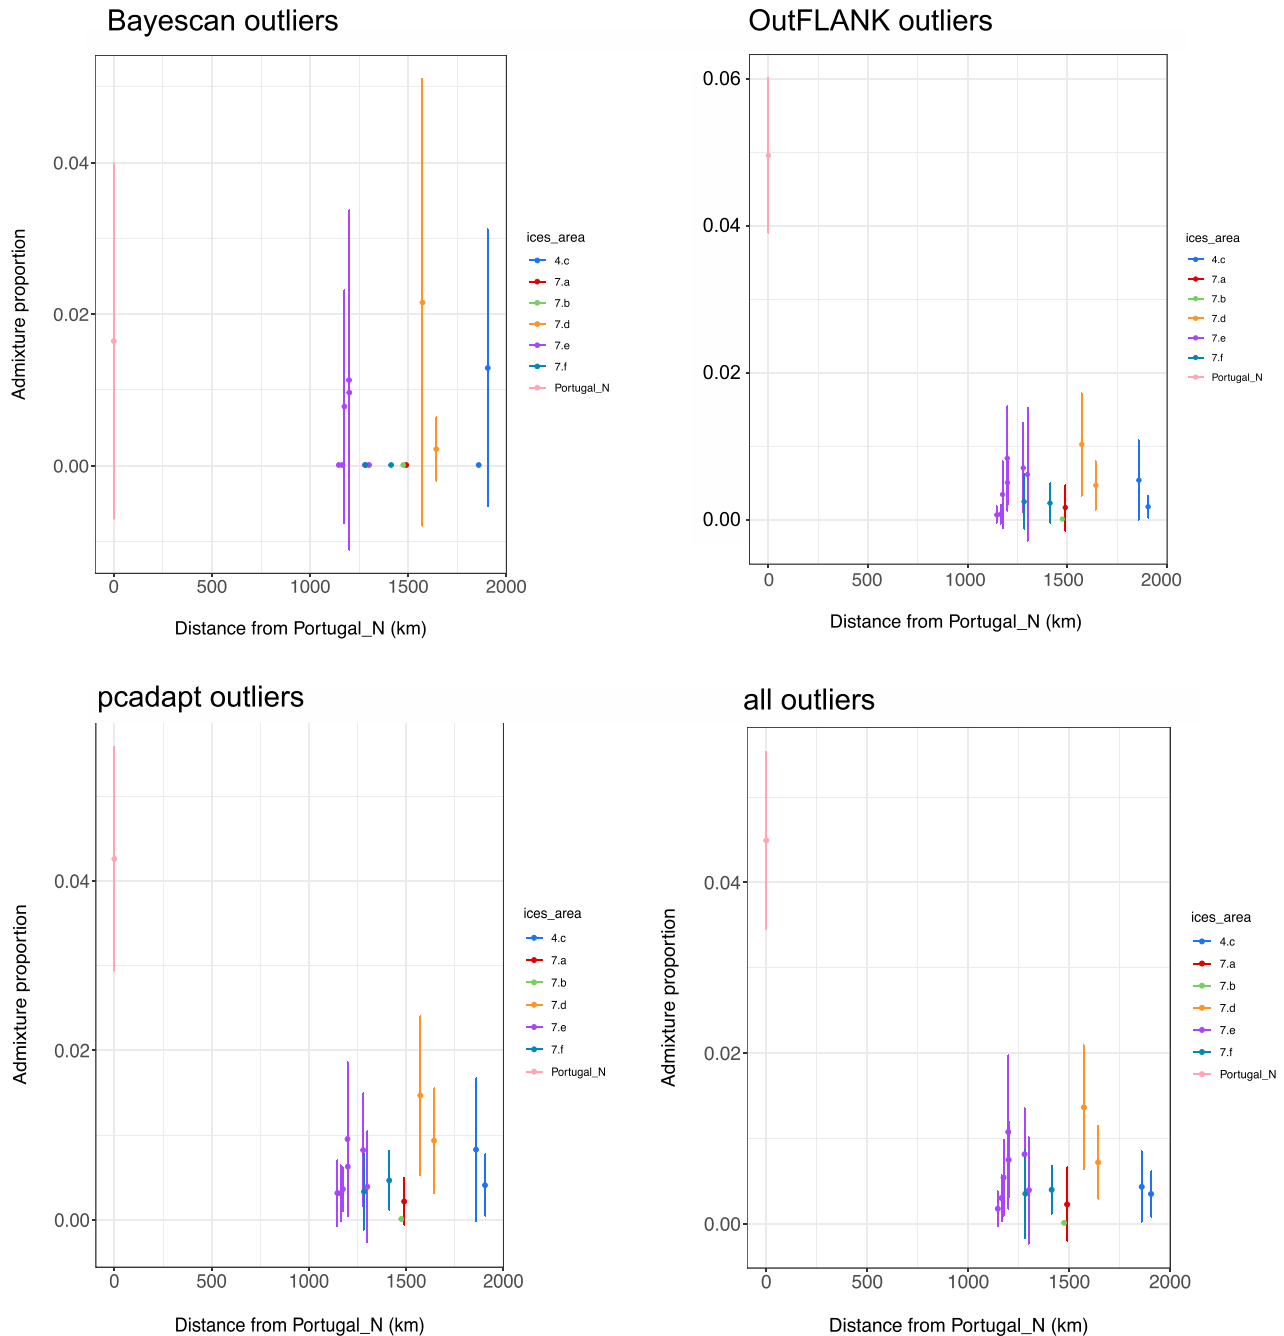 Bayescan outliers
Admixture proportion
0.04
0.02
0.00
0
500
1000
1500
2000
Distance from Portugal_N (km)
ices_area
4.c
7.a
7.b
7.d
7.e
7.f
Portugal_N
OutFLANK outliers
0.06
0.04
0.02
0.00
0
500
1000
1500
2000
Distance from Portugal_N (km)
ices_area
4.c
7.a
7.b
7.d
7.e
7.f
Portugal_N
pcadapt outliers
Admixture proportion
0.04
0.02
0.00
0
500
1000
1500
2000
Distance from Portugal_N (km)
ices_area
4.c
7.a
7.b
7.d
7.e
7.f
Portugal_N
all outliers
Admixture proportion
0.04
0.02
0.00
0
500
1000
1500
2000
Distance from Portugal_N (km)
ices_area
4.c
7.a
7.b
7.d
7.e
7.f
Portugal_N